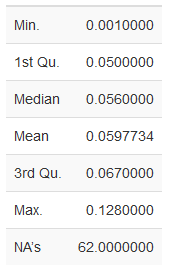 Min. 0.0010000
1st Qu. 0.0500000
Median 0.0560000
Mean 0.0597734
3rd Qu. 0.0670000
Max. 0.1280000
NA's 62.0000000